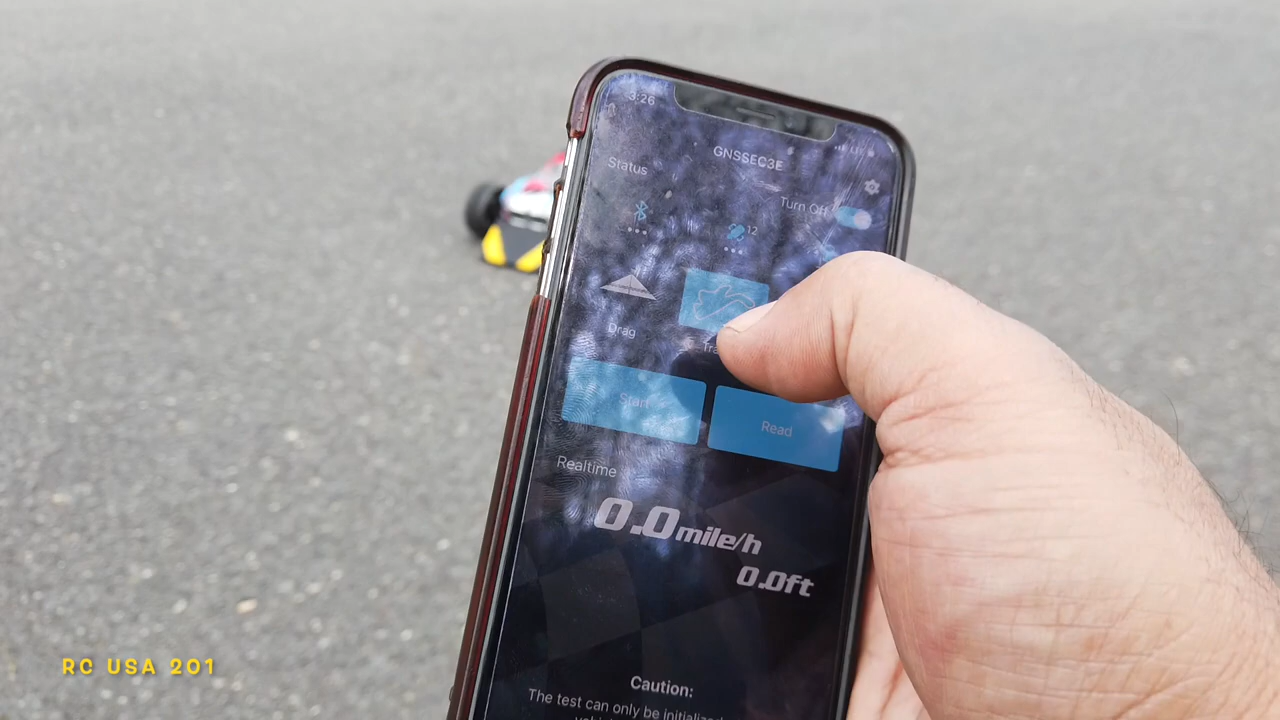 3:26
GNSSEC3E
Status
Turn Off
12
Drag
Start
Read
Realtime
0.0mile/h
0.0ft
Caution:
The test can only be
RC USA 201